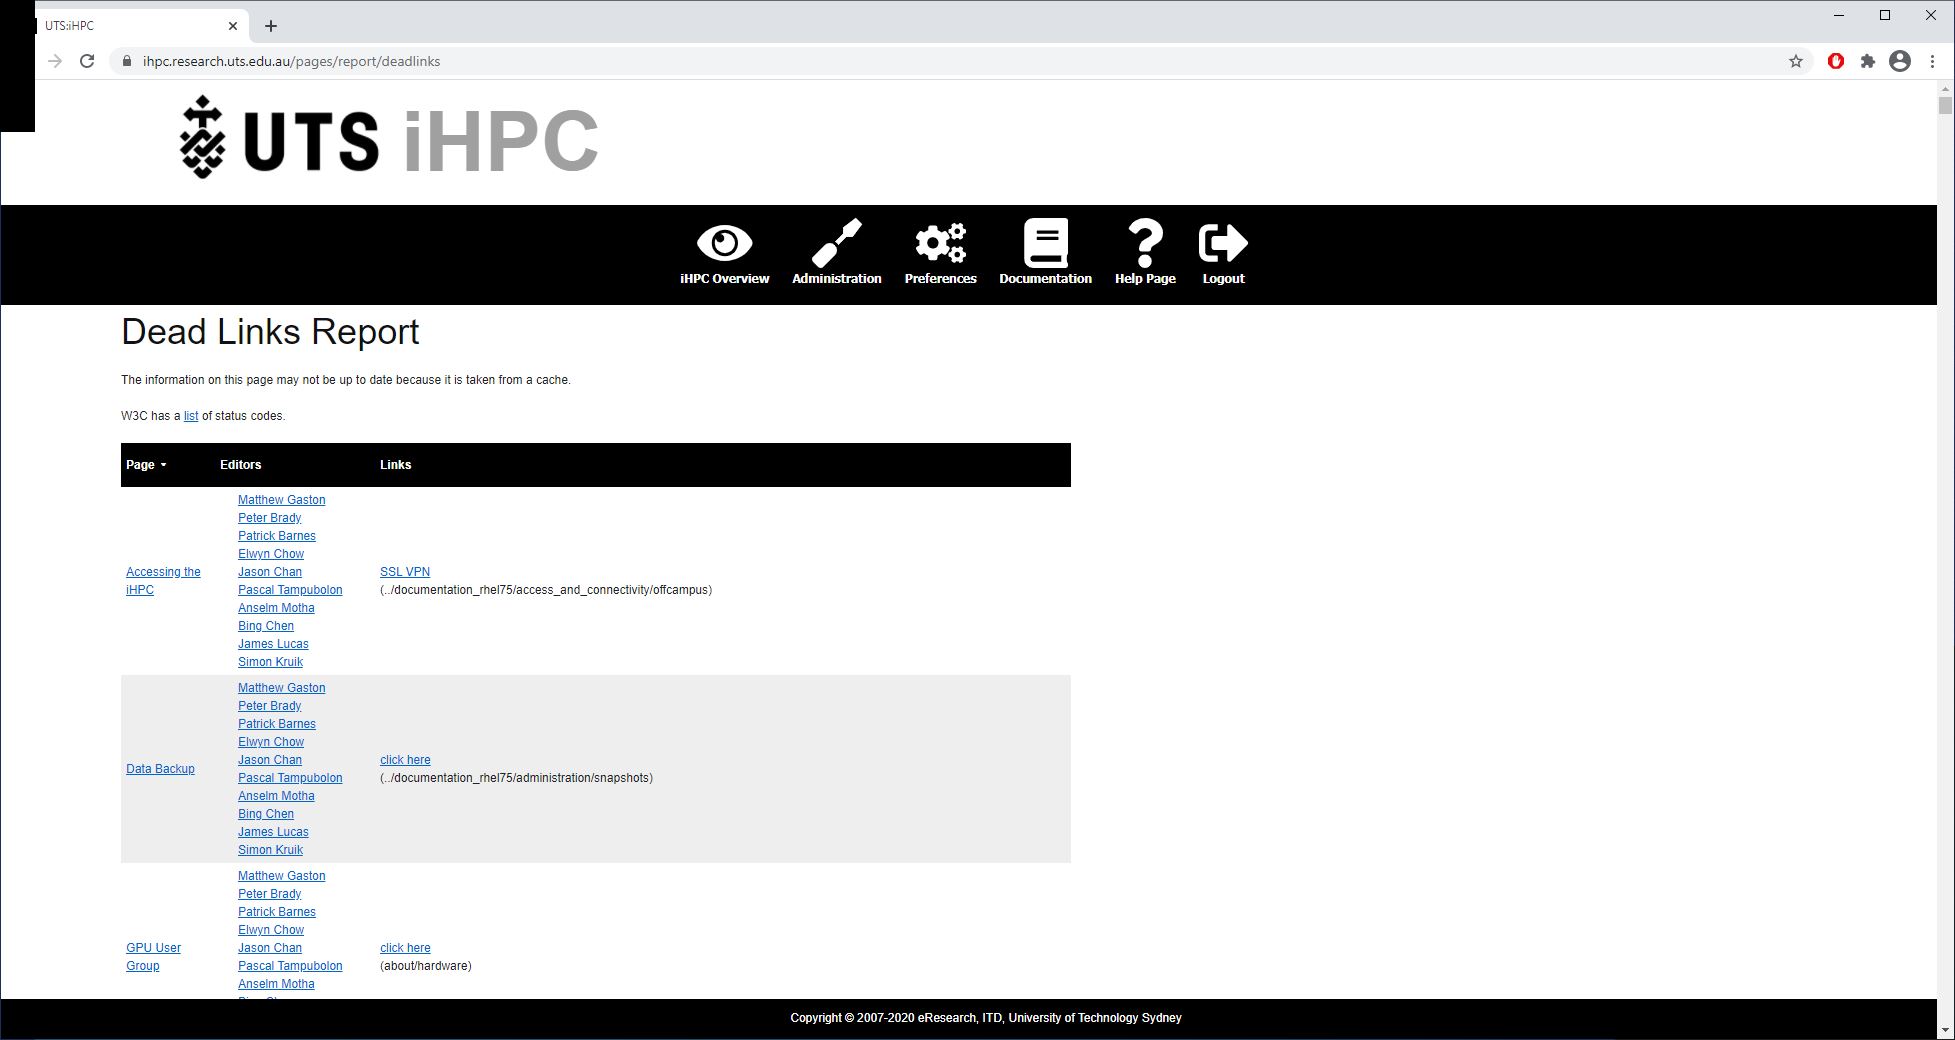 UTS:iHPC
ihpc.research.uts.edu.au/pages/report/deadlinks
UTS iHPC
iHPC Overview
Administration
Preferences
Documentation
Help Page
Logout
Dead Links Report
The information on this page may not be up to date because it is taken from a cache.
W3C has a list of status codes.
Page
Editors
Links
Accessing the
iHPC
Matthew Gaston
Peter Brady
Patrick Barnes
Elwyn Chow
Jason Chan
Pascal Tampubolon
Anselm Motha
Bing Chen
James Lucas
Simon Kruik
SSL VPN
(../documentation_rhel75/access_and_connectivity/offcampus)
Data Backup
Matthew Gaston
Peter Brady
Patrick Barnes
Elwyn Chow
Jason Chan
Pascal Tampubolon
Anselm Motha
Bing Chen
James Lucas
Simon Kruik
click here
(../documentation_rhel75/administration/snapshots)
GPU User
Group
Matthew Gaston
Peter Brady
Patrick Barnes
Elwyn Chow
Jason Chan
Pascal Tampubolon
Anselm Motha
click here
(about/hardware)
Copyright © 2007-2020 eResearch, ITD, University of Technology Sydney